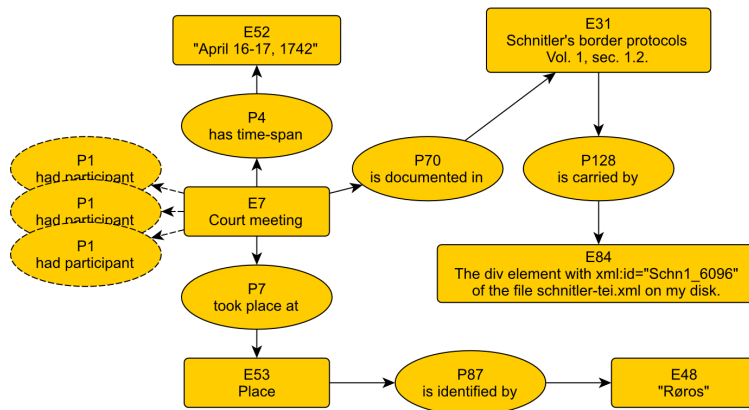 E52
"April 16-17, 1742"
E31
Schnitler's border protocols
Vol. 1, sec. 1.2.
P4
has time-span
P1
had participant
P1
had participant
P1
had participant
E7
Court meeting
P70
is documented in
P128
is carried by
E84
The div element with xml:id="Schn1_6096"
of the file schnitler-tei.xml on my disk.
P7
took place at
E53
Place
P87
is identified by
E48
"Røros"